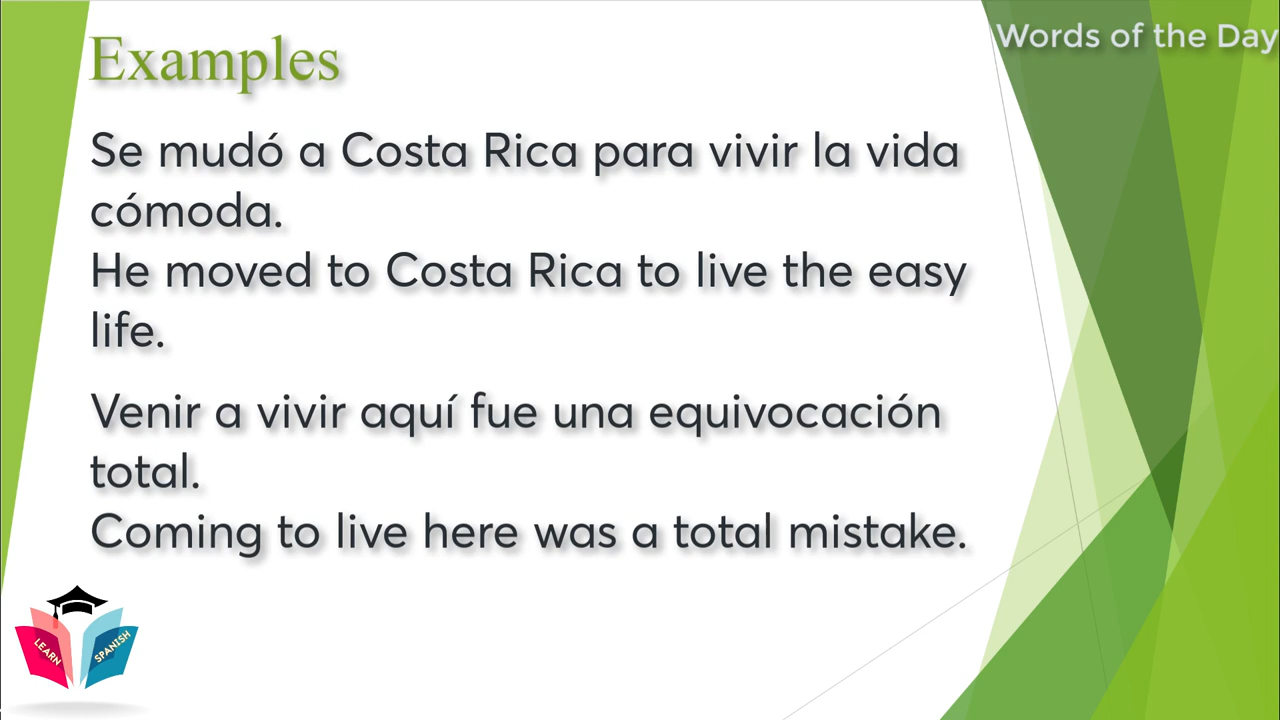 Words of the Day
Examples
Se mudó a Costa Rica para vivir la vida
cómoda.
He moved to Costa Rica to live the easy
life.
Venir a vivir aquí fue una equivocación
total.
Coming to live here was a total mistake.
LEARN
SPANISH